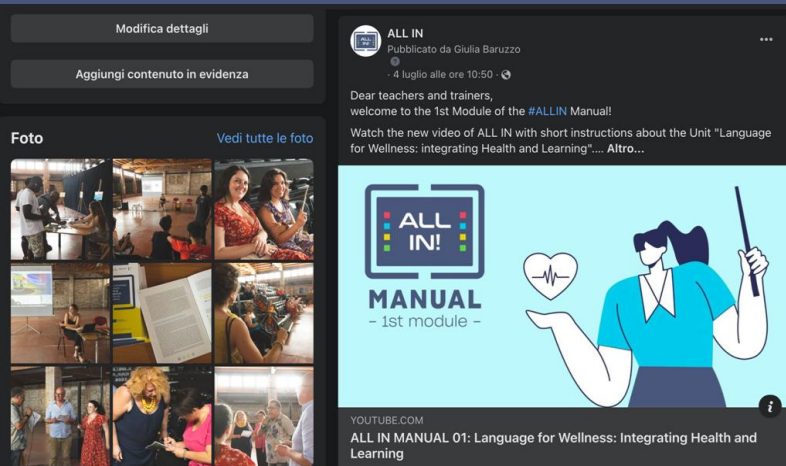 Modifica dettagli
Aggiungi contenuto in evidenza
Foto
Vedi tutte le foto
ALL IN
Pubblicato da Giulia Baruzzo
· 4 luglio alle ore 10:50 ·
Dear teachers and trainers,
welcome to the 1st Module of the #ALLIN Manual!
Watch the new video of ALL IN with short instructions about the Unit "Language
for Wellness: integrating Health and Learning".... Altro...
ALL
IN!
MANUAL
– 1st module –
YOUTUBE.COM
ALL IN MANUAL 01: Language for Wellness: Integrating Health and
Learning